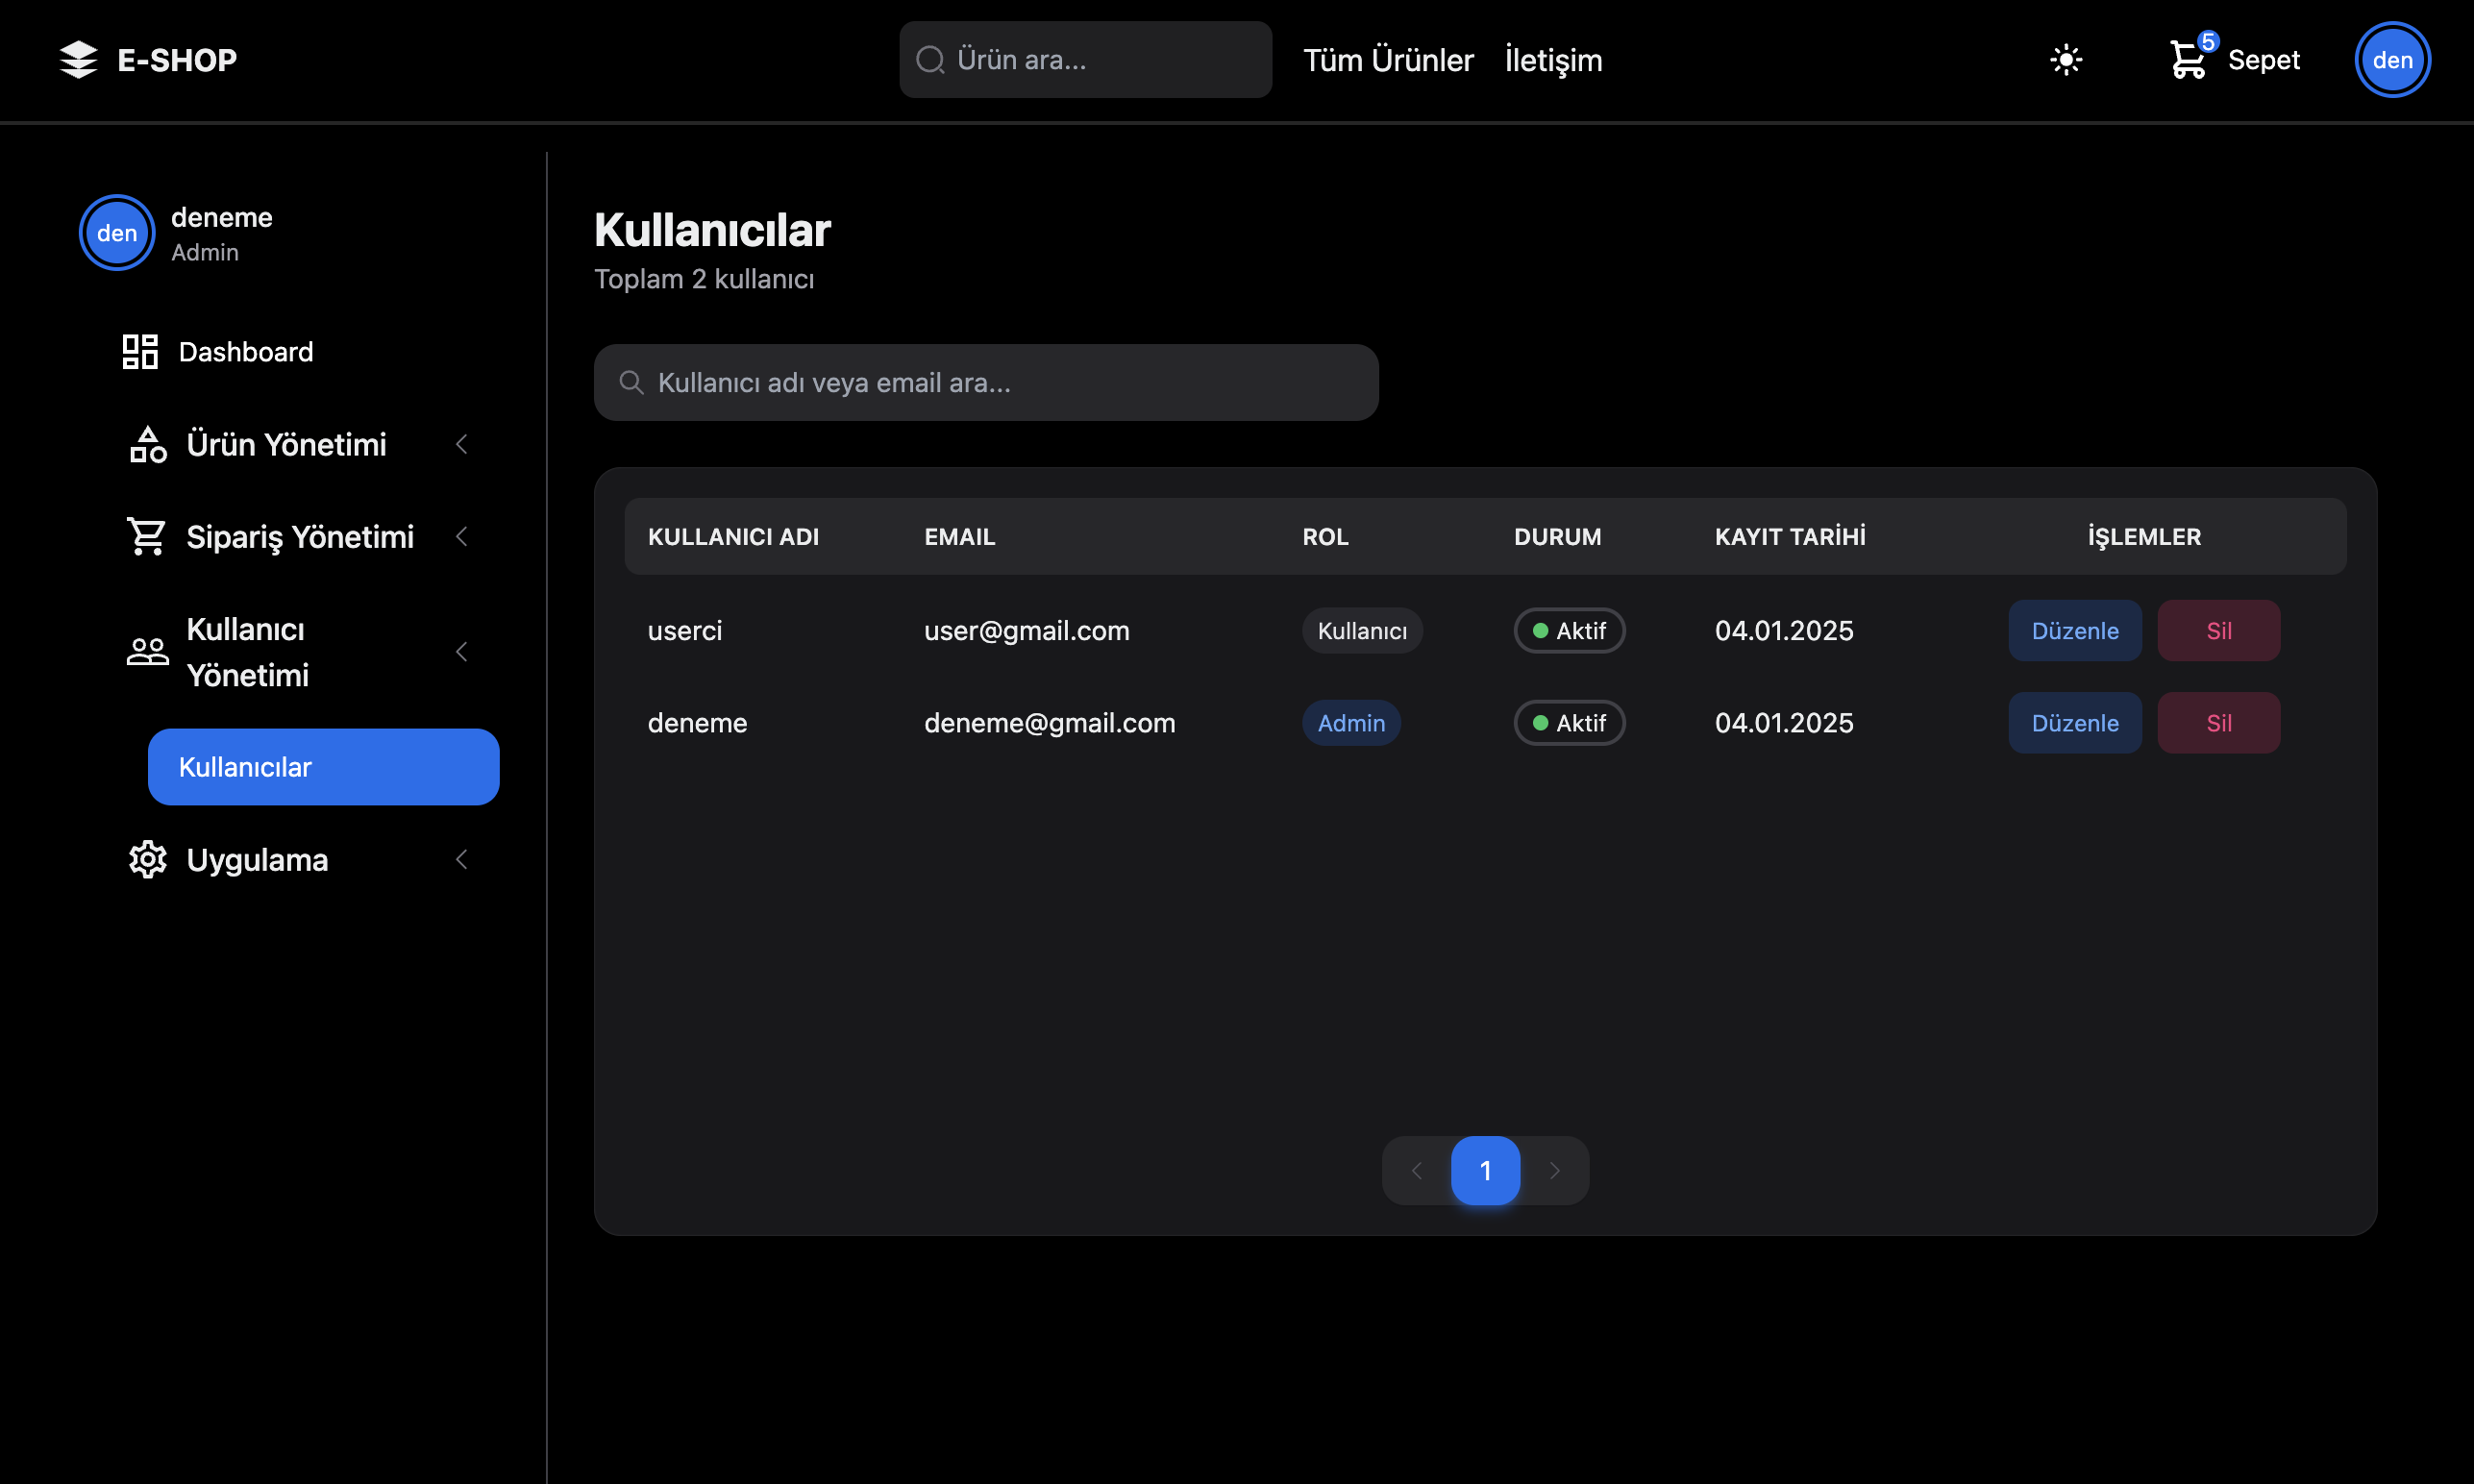 E-SHOP
Ürün ara...
Tüm Ürünler
İletişim
5
Sepet
den
den
deneme
Admin
Dashboard
Ürün Yönetimi
Sipariş Yönetimi
Kullanıcı
Yönetimi
Kullanıcılar
Uygulama
Kullanıcılar
Toplam 2 kullanıcı
Kullanıcı adı veya email ara...
KULLANICI ADI EMAIL ROL DURUM KAYIT TARİHİ İŞLEMLER
userci user@gmail.com Kullanıcı Aktif 04.01.2025 Düzenle Sil
deneme deneme@gmail.com Admin Aktif 04.01.2025 Düzenle Sil
1